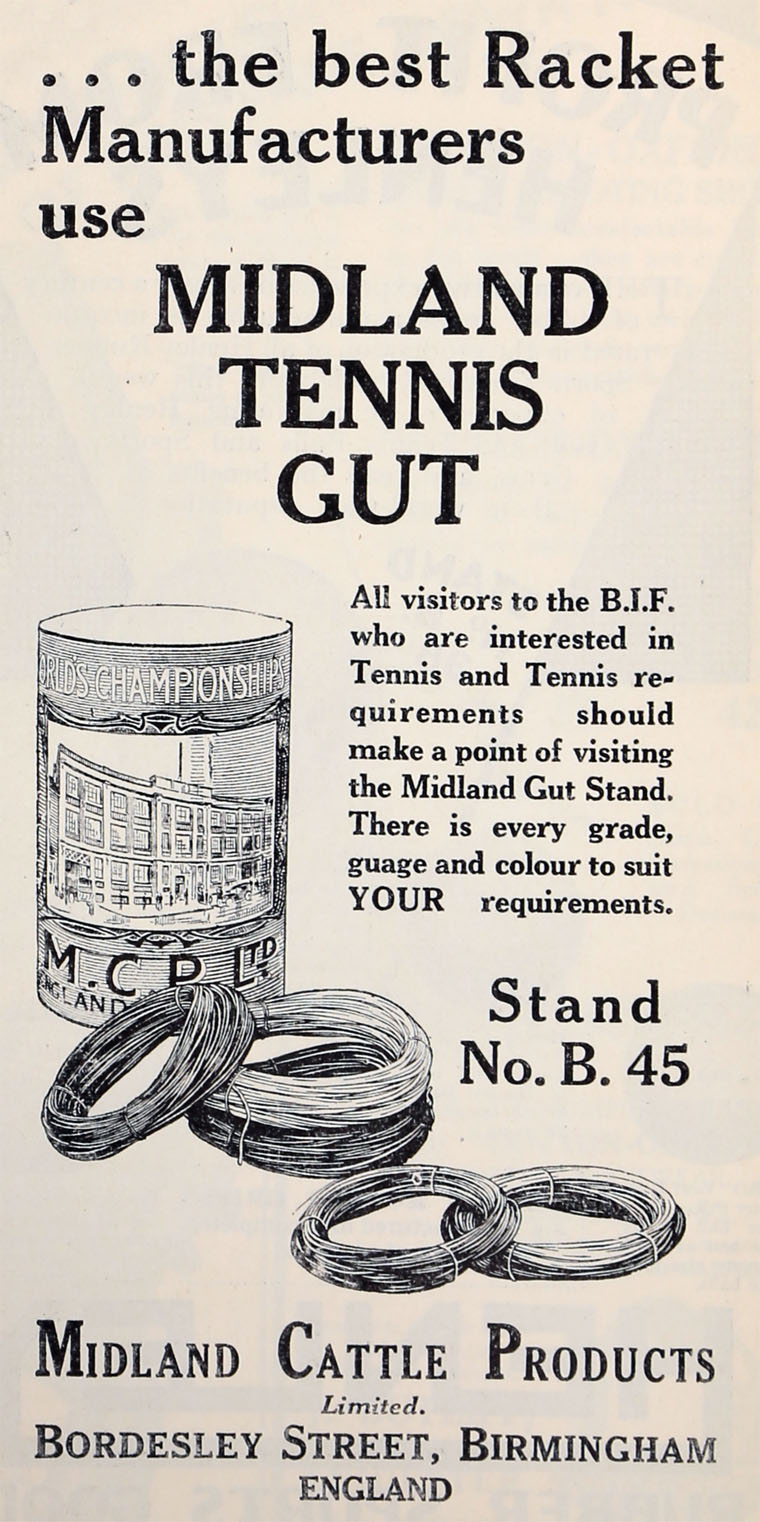 . . . the best Racket
Manufacturers
use
MIDLAND
TENNIS
GUT
All visitors to the B.I.F.
who are interested in
Tennis and Tennis re-
quirements should
make a point of visiting
the Midland Gut Stand.
There is every grade,
guage and colour to suit
YOUR requirements.
ORLD'S CHAMPIONSHIPS
M.C.P. LTD
ENGLAND
Stand
No. B. 45
MIDLAND CATTLE PRODUCTS
Limited.
BORDESLEY STREET, BIRMINGHAM
ENGLAND